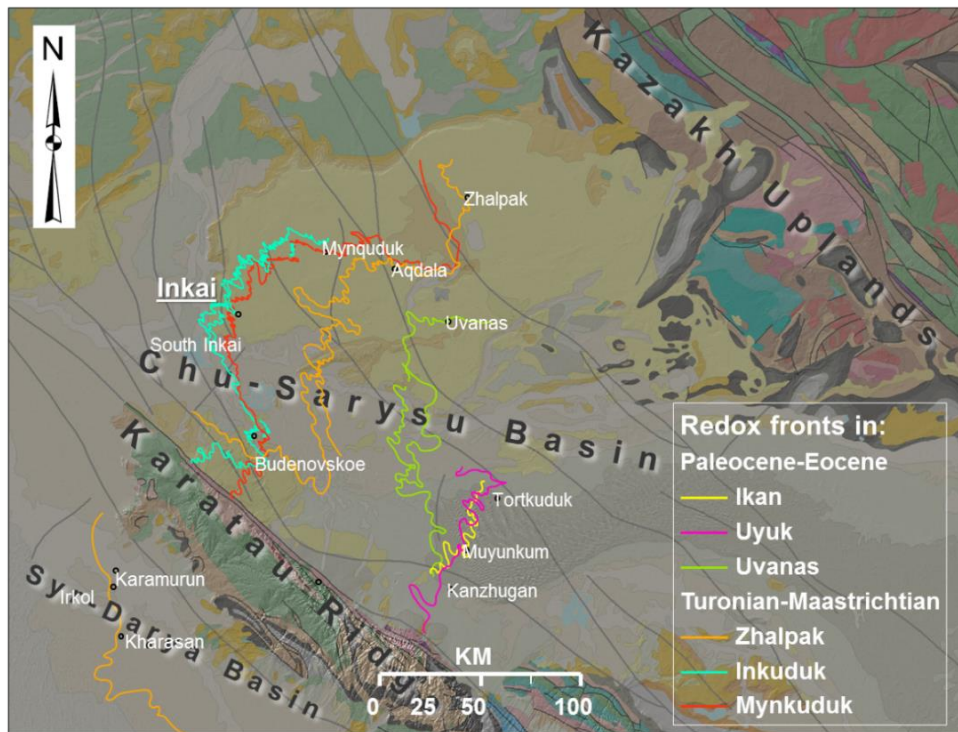 N
Kazakh Uplands
Zhalpak
Mynquduk
Aqdala
Inkai
Uvanas
South Inkai
Chu-Sarysu Basin
Budenovskoe
Karatau Ridge
Tortkuduk
Muyunkum
Kanzhugan
Karamurun
Irkol
Kharasan
Syr-Darya Basin
KM
0 25 50 100
Redox fronts in:
Paleocene-Eocene
Ikan
Uyuk
Uvanas
Turonian-Maastrichtian
Zhalpak
Inkuduk
Mynkuduk